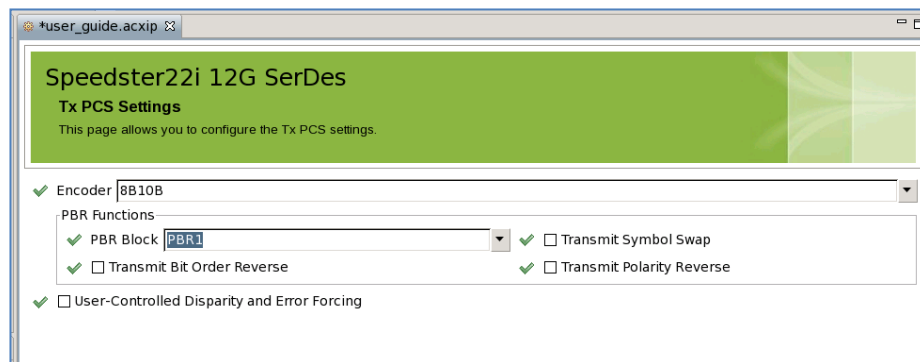 *user_guide.acxip
Speedster22i 12G SerDes
Tx PCS Settings
This page allows you to configure the Tx PCS settings.
Encoder 8B10B
PBR Functions
PBR Block PBR1 Transmit Symbol Swap
Transmit Bit Order Reverse Transmit Polarity Reverse
User-Controlled Disparity and Error Forcing